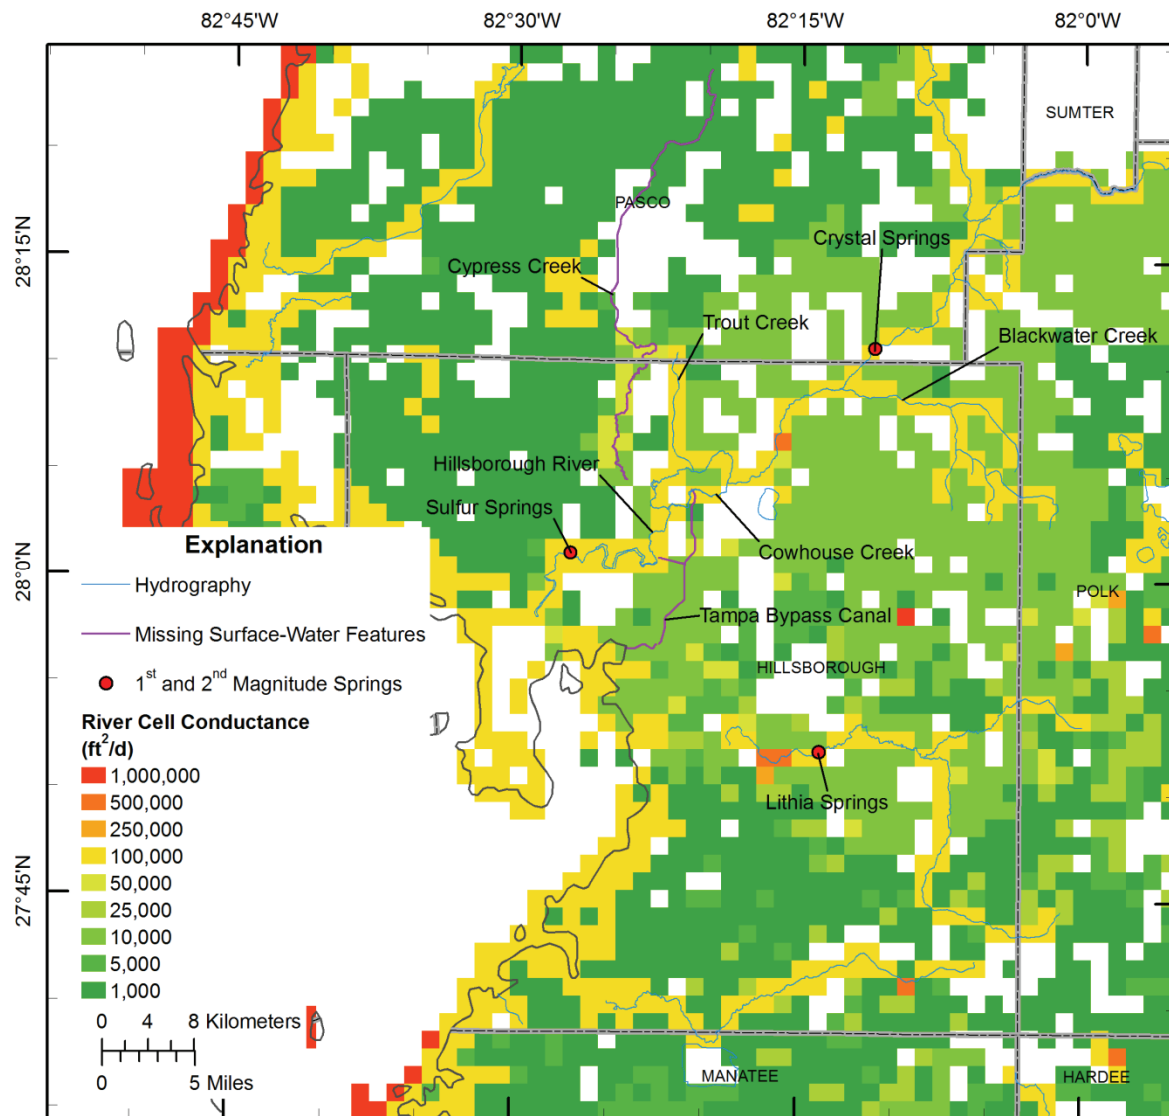 82°45'W
82°30'W
82°15'W
82°0'W
SUMTER
PASCO
28°15'N
Crystal Springs
Cypress Creek
Trout Creek
Blackwater Creek
Hillsborough River
Sulfur Springs
Cowhouse Creek
28°0'N
POLK
Tampa Bypass Canal
HILLSBOROUGH
Lithia Springs
27°45'N
MANATEE
HARDEE
Explanation
Hydrography
Missing Surface-Water Features
1st and 2nd Magnitude Springs
River Cell Conductance
(ft2/d)
1,000,000
500,000
250,000
100,000
50,000
25,000
10,000
5,000
1,000
0 4 8 Kilometers
0 5 Miles